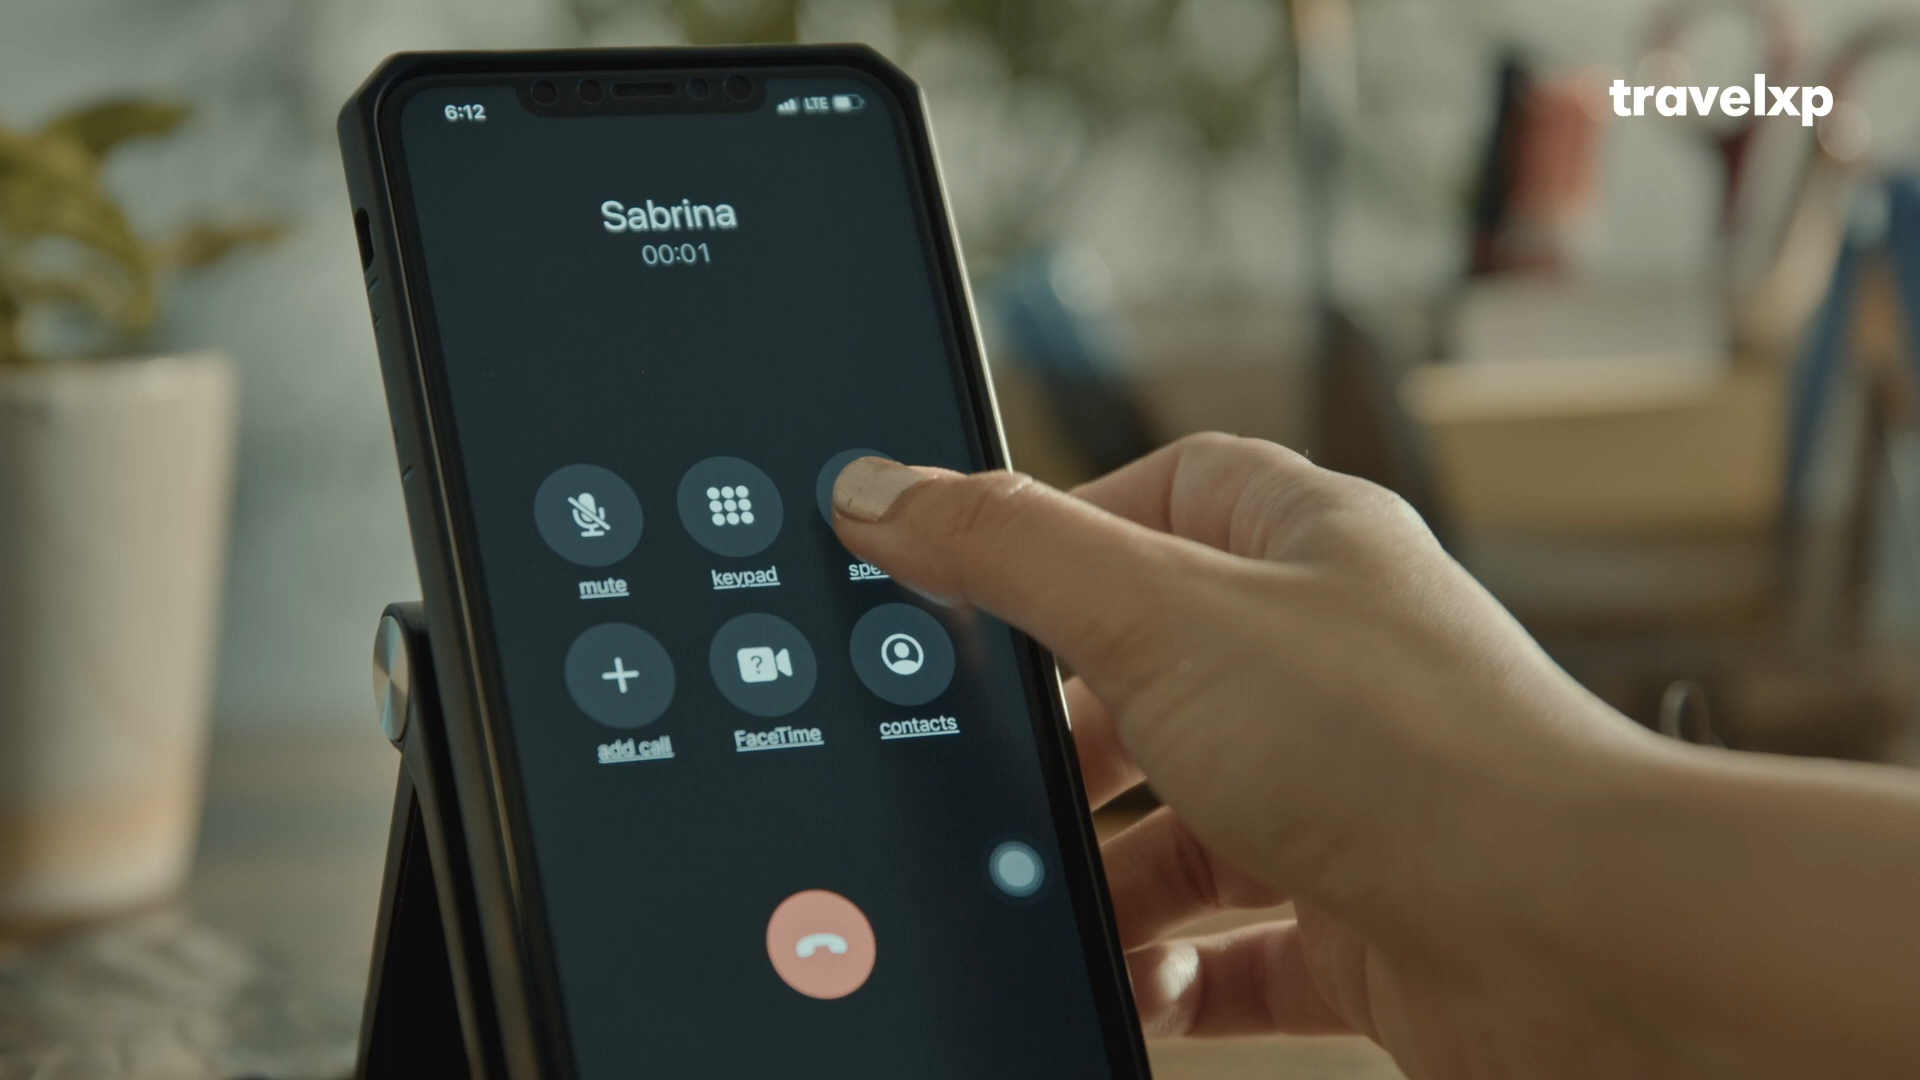 travelxp
6:12
LTE
Sabrina
00:01
mute
keypad
add call
FaceTime
contacts